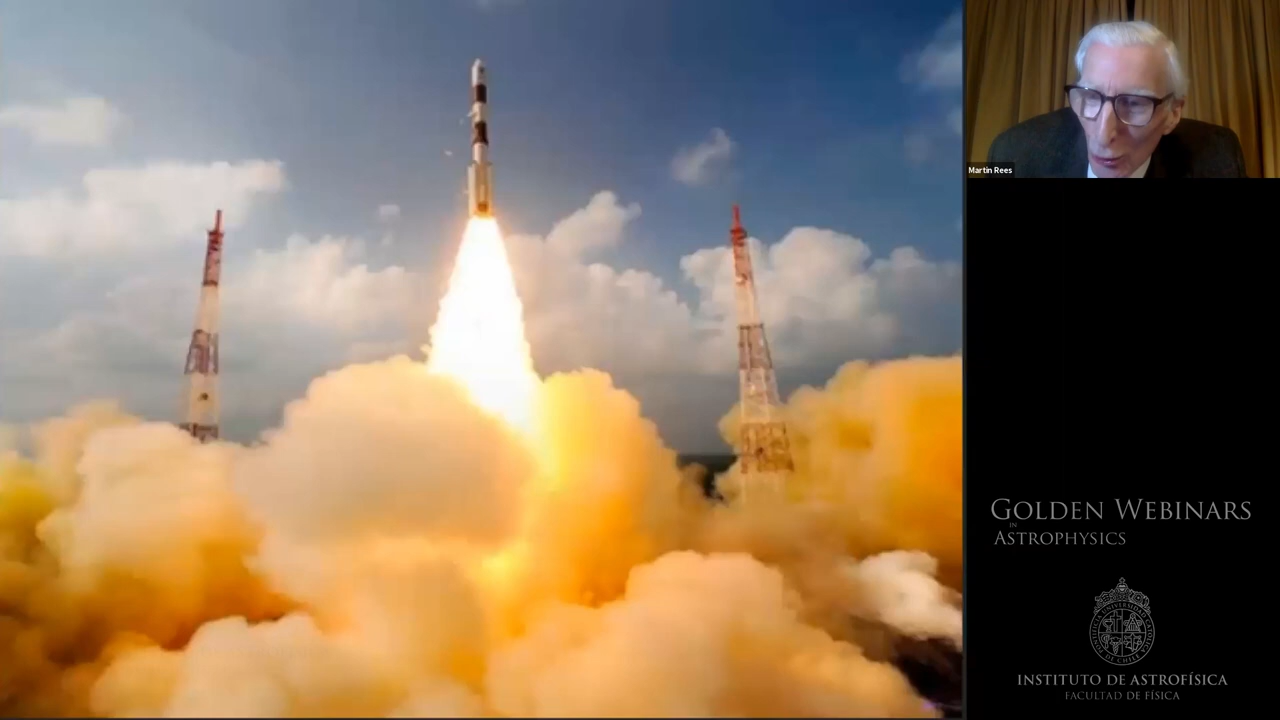 Martin Rees
GOLDEN WEBINARS
IN
ASTROPHYSICS
INSTITUTO DE ASTROFÍSICA
FACULTAD DE FÍSICA